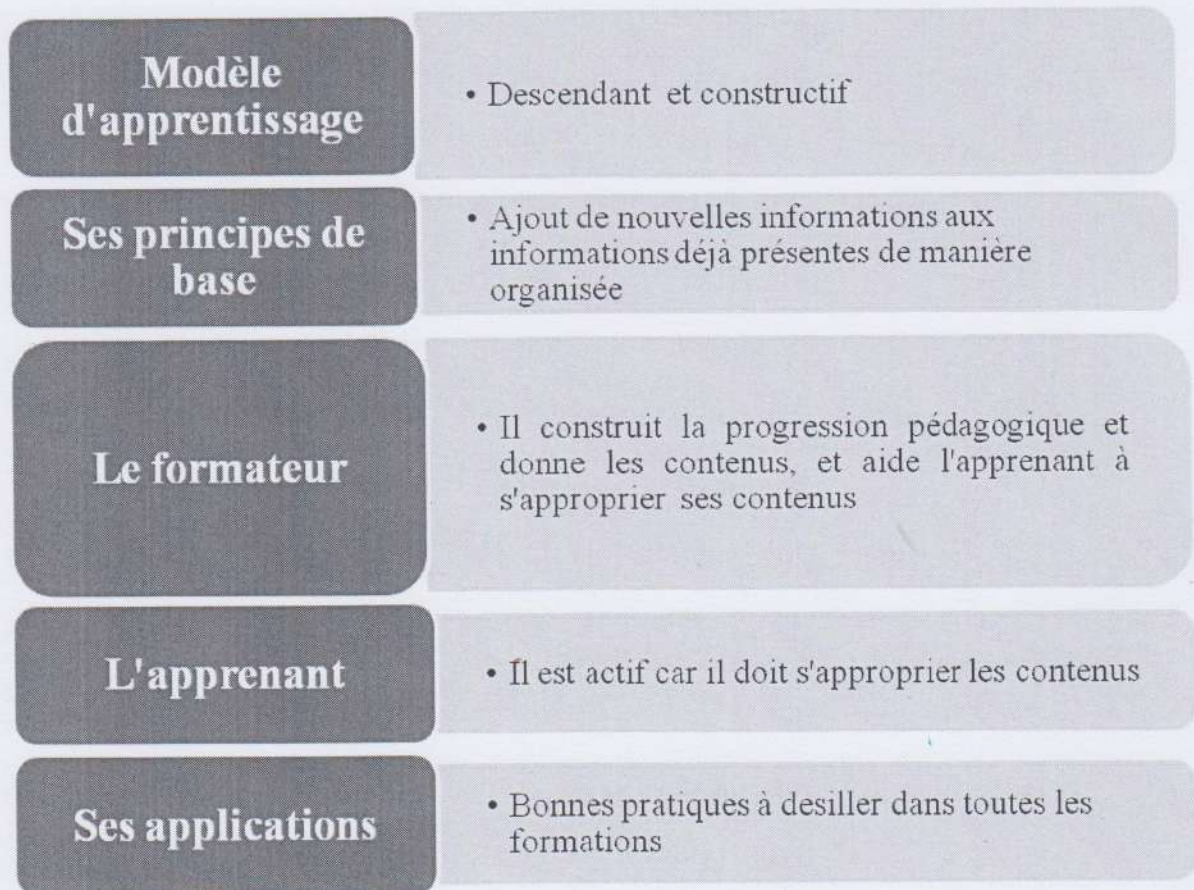 Modèle
d'apprentissage
• Descendant et constructif
Ses principes de
base
• Ajout de nouvelles informations aux
informations déjà présentes de manière
organisée
Le formateur
• Il construit la progression pédagogique et
donne les contenus, et aide l'apprenant à
s'approprier ses contenus
L'apprenant
• Il est actif car il doit s'approprier les contenus
Ses applications
• Bonnes pratiques à desiller dans toutes les
formations